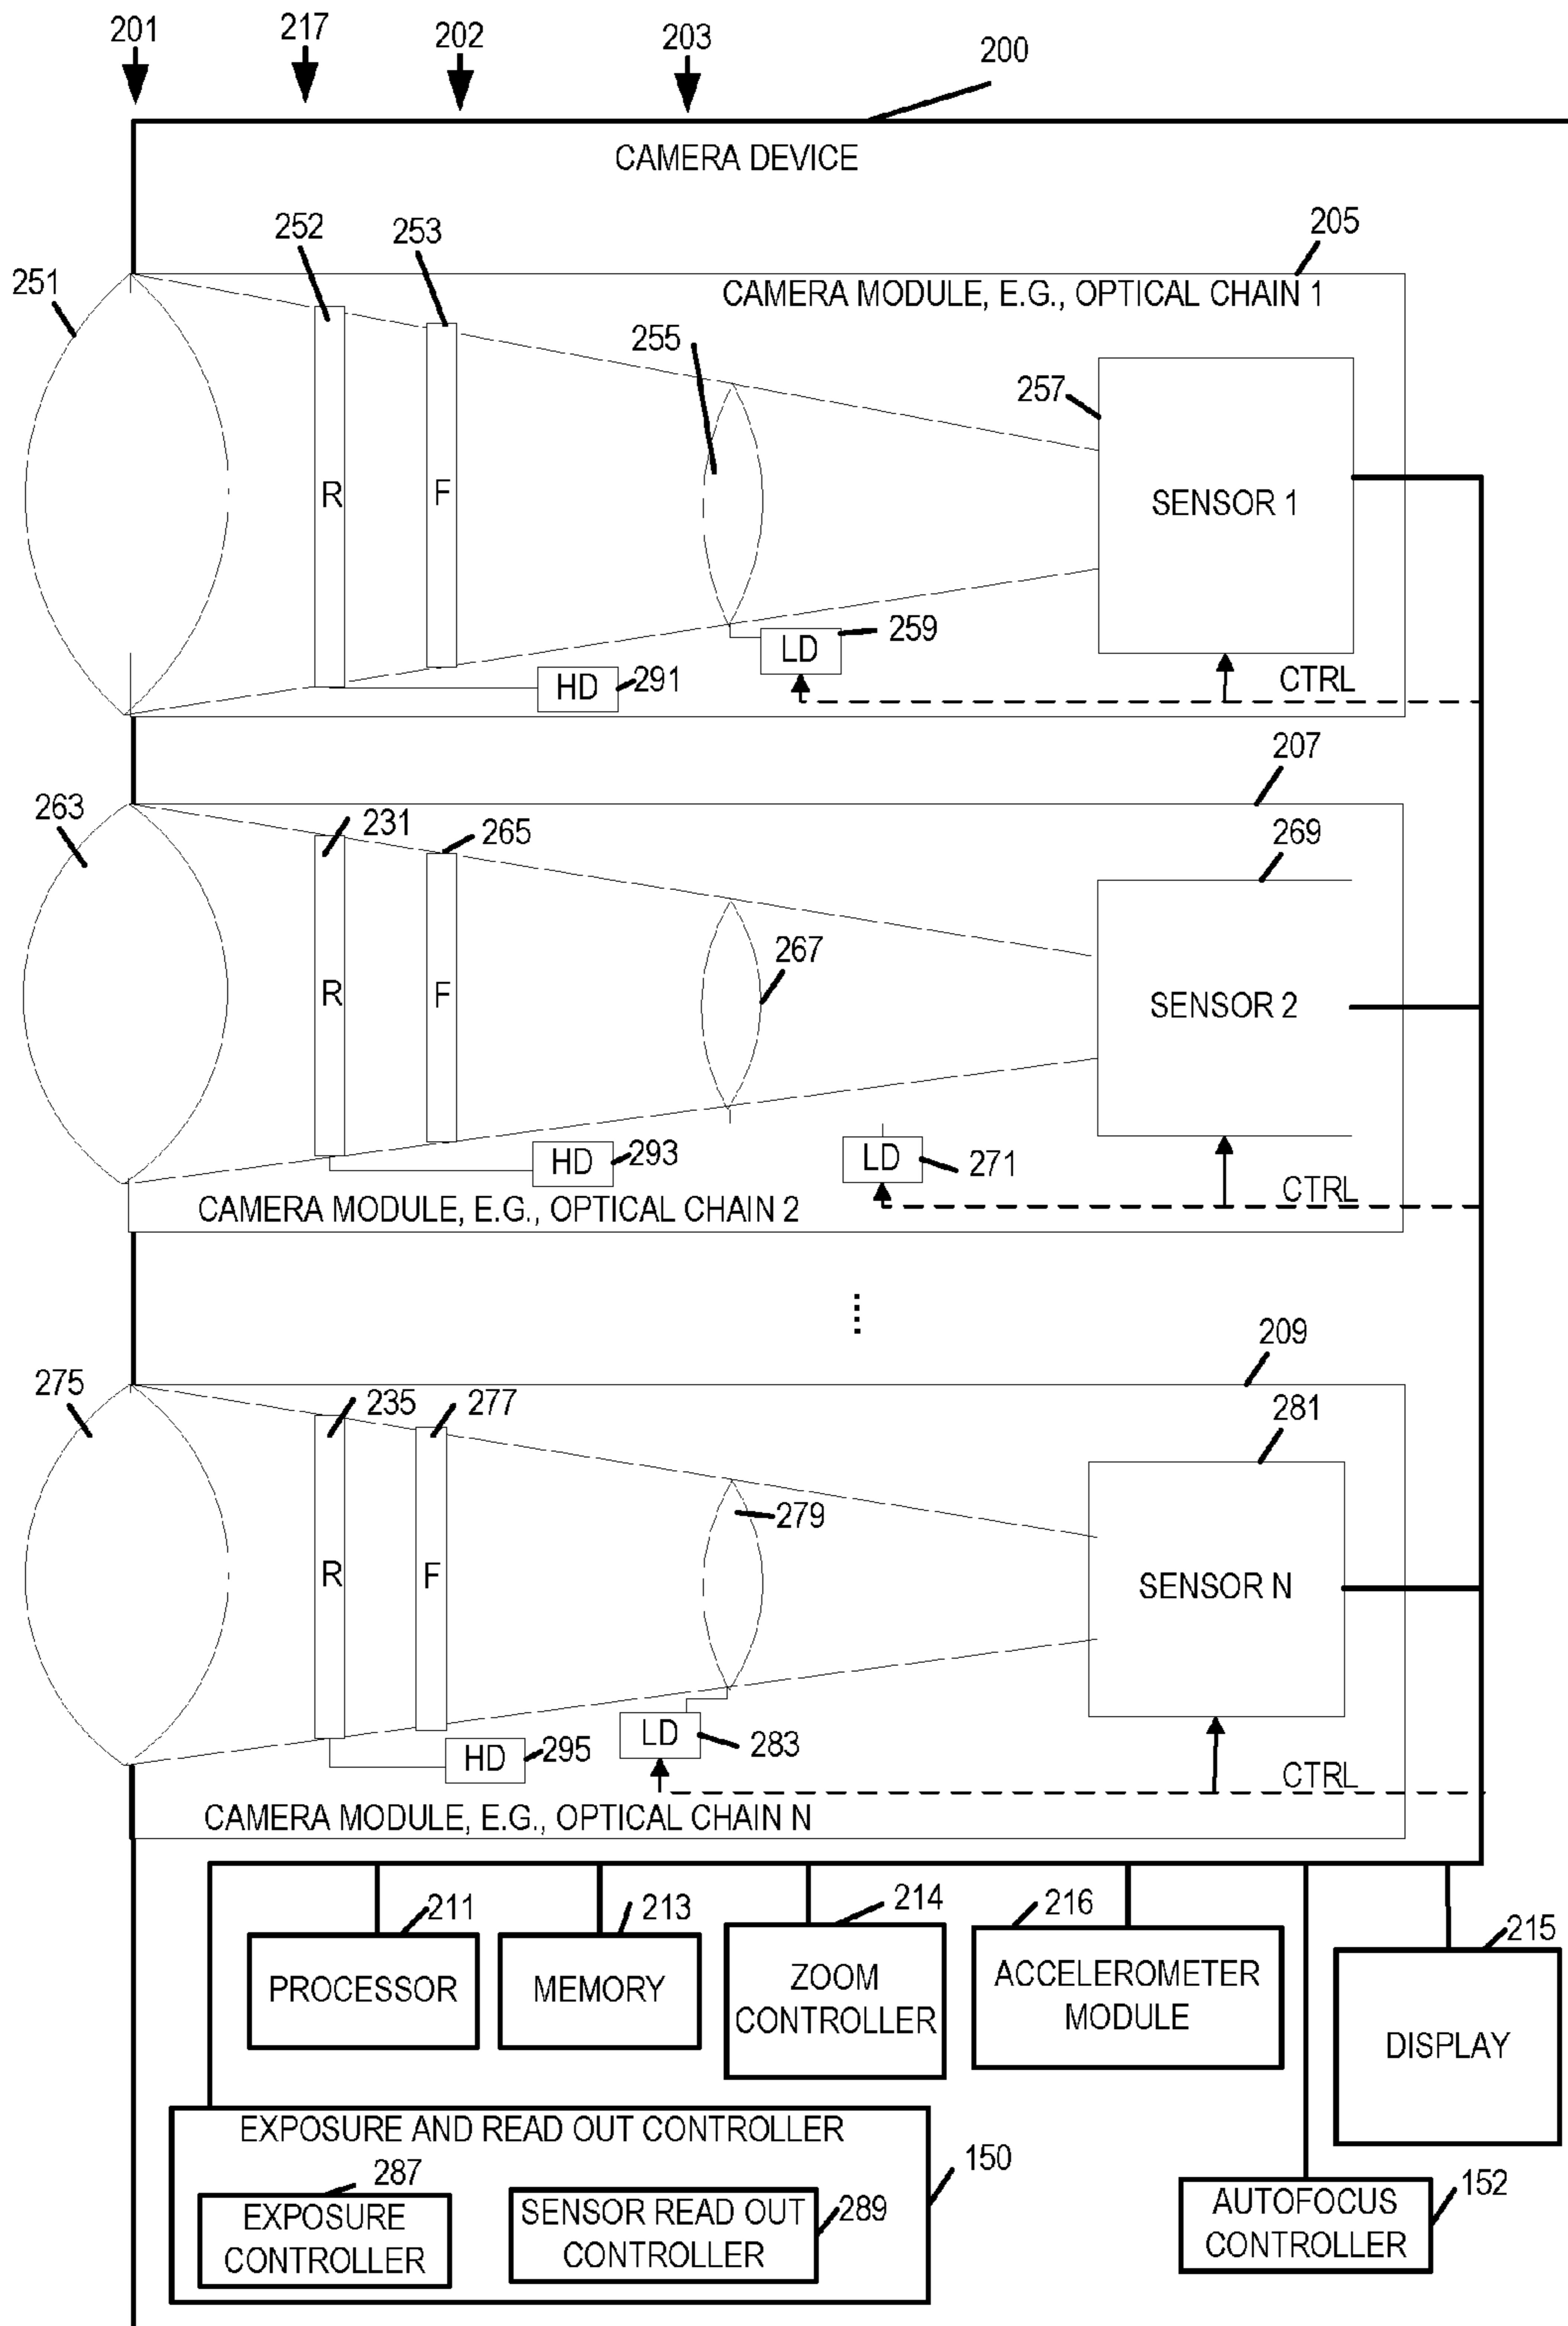 201
217
202
203
200
CAMERA DEVICE
252
253
205
251
CAMERA MODULE, E.G., OPTICAL CHAIN 1
255
257
R
F
SENSOR 1
259
LD
291
HD
CTRL
207
263
231
265
269
267
R
F
SENSOR 2
293
HD
LD
271
CTRL
CAMERA MODULE, E.G., OPTICAL CHAIN 2
209
275
235
277
281
279
R
F
SENSOR N
LD
283
HD
295
CTRL
CAMERA MODULE, E.G., OPTICAL CHAIN N
211
213
214
216
215
PROCESSOR
MEMORY
ZOOM
CONTROLLER
ACCELEROMETER
MODULE
DISPLAY
EXPOSURE AND READ OUT CONTROLLER
150
287
289
152
EXPOSURE
CONTROLLER
SENSOR READ OUT
CONTROLLER
AUTOFOCUS
CONTROLLER